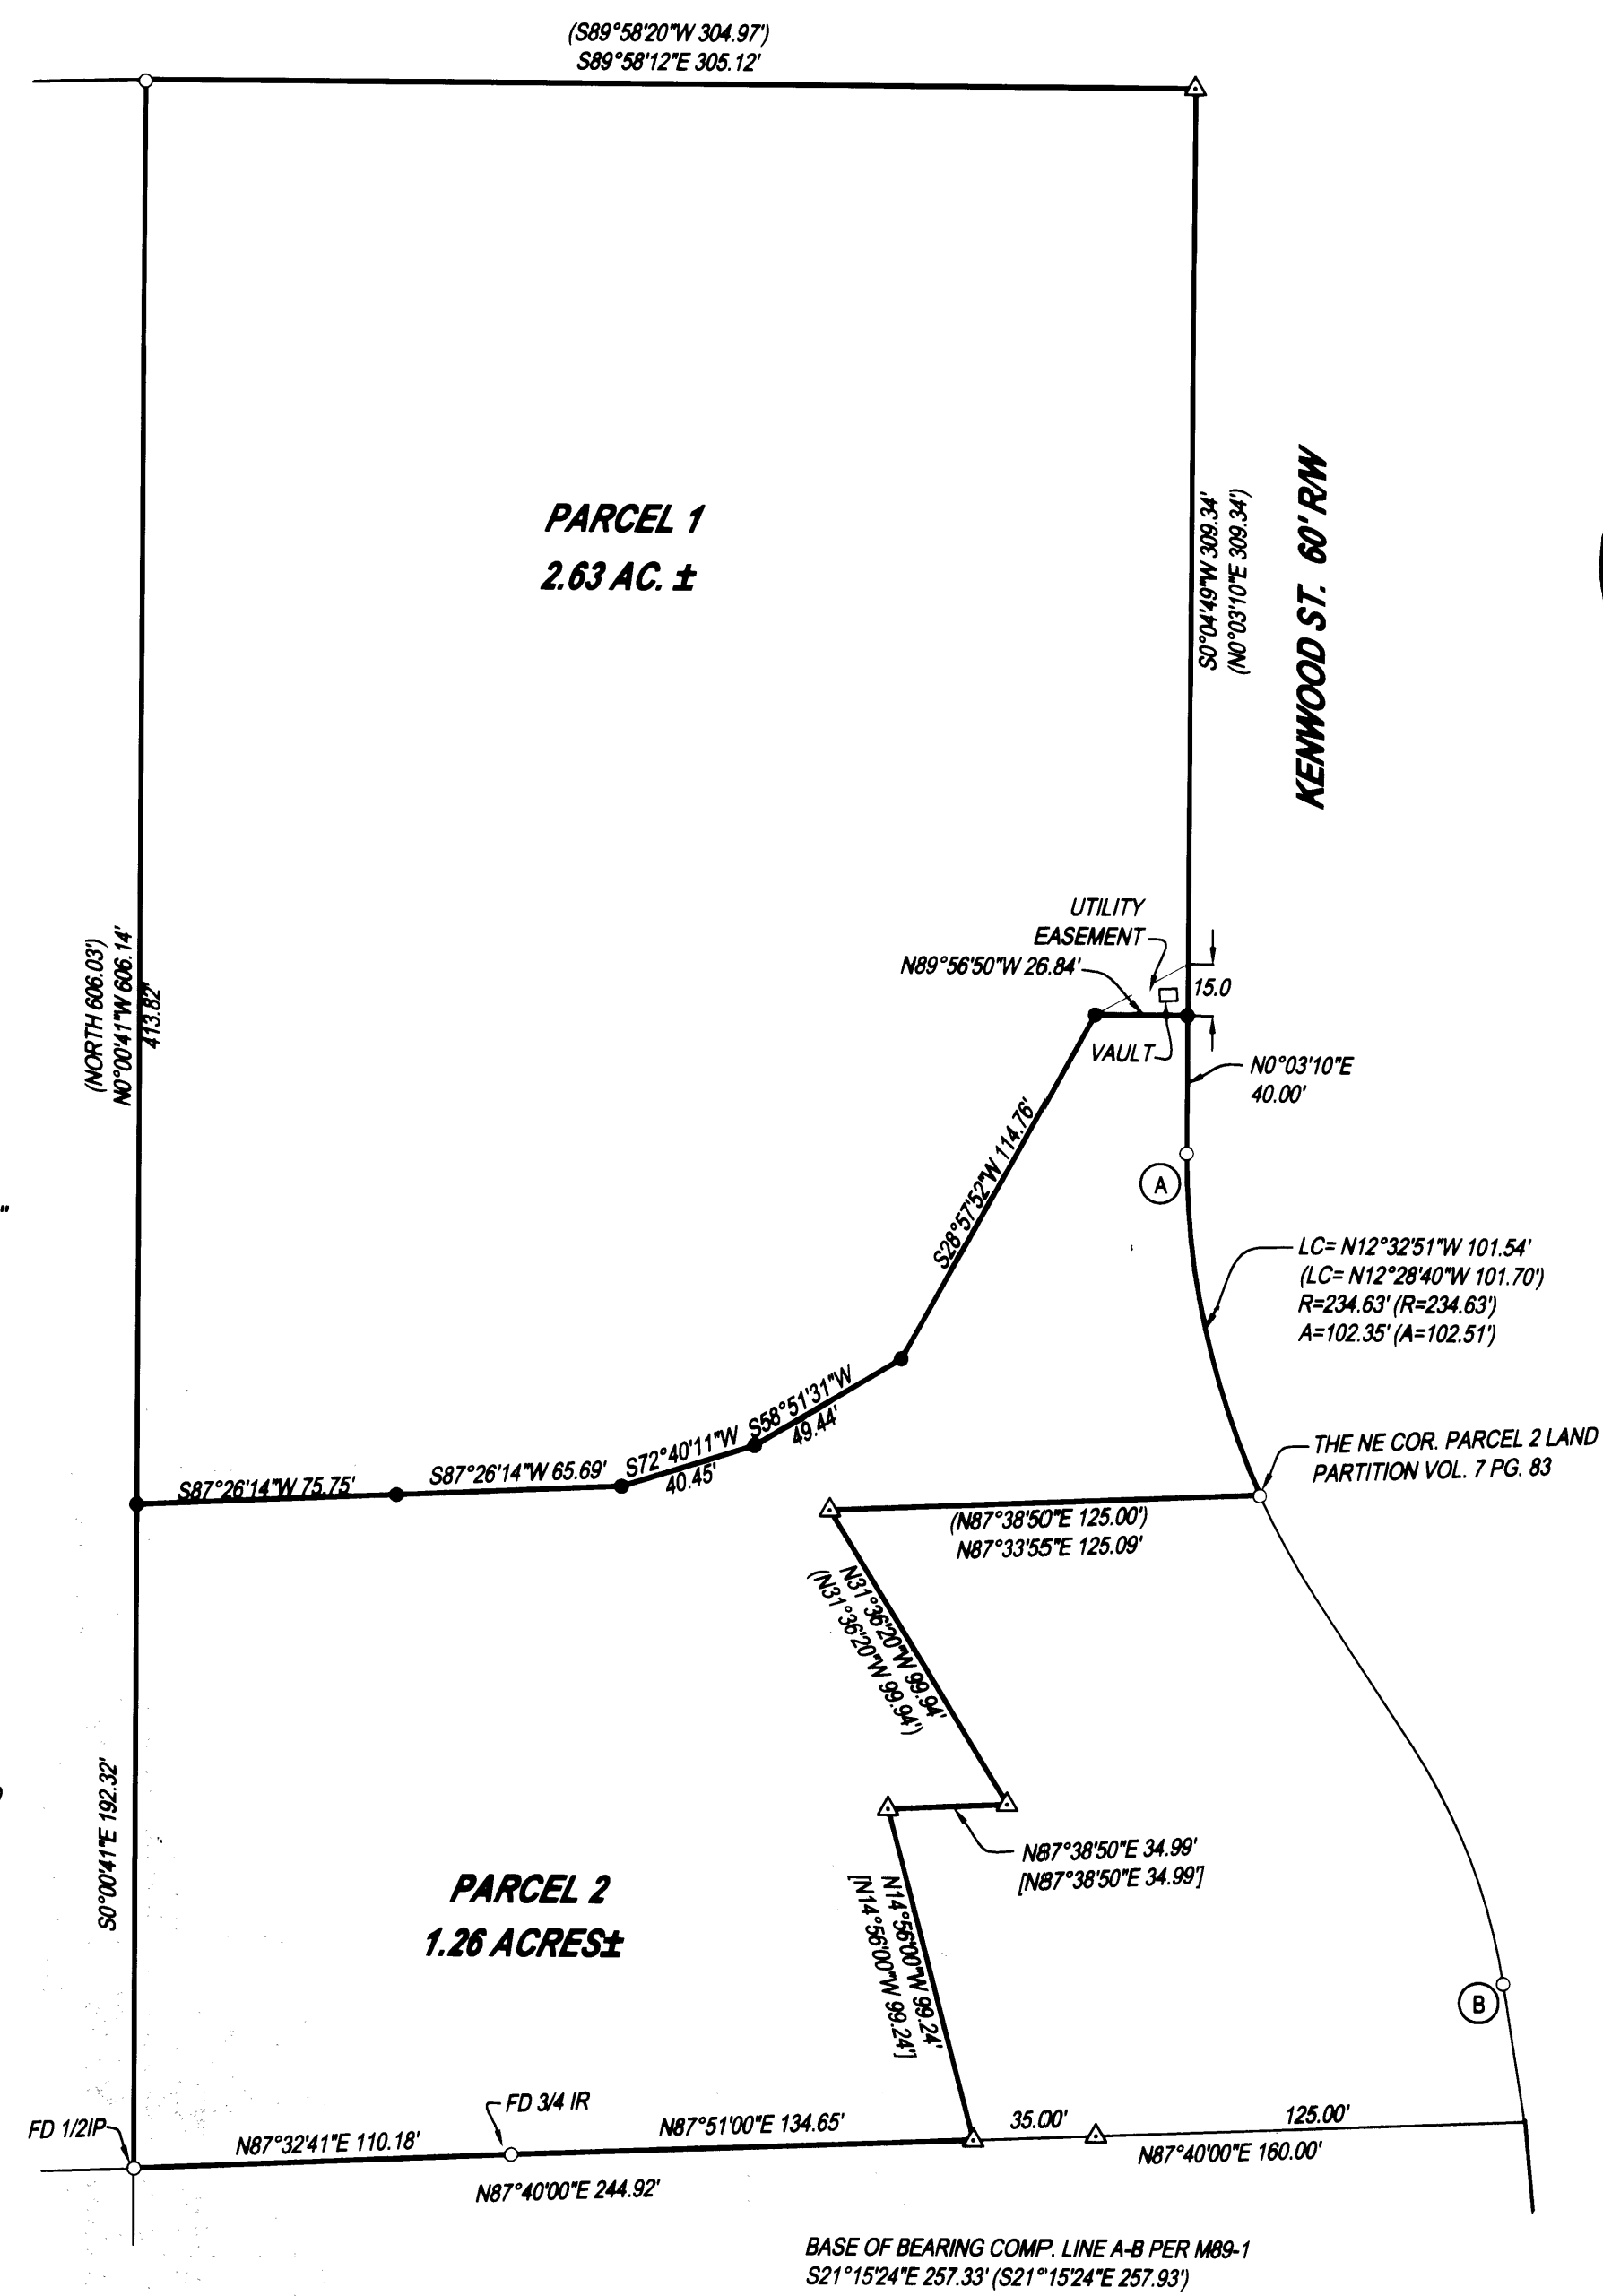 (S89°58'20"W 304.97')
S89°58'12"E 305.12'
PARCEL 1
2.63 AC. ±
S0°04'49"W 309.34'
(N0°03'10"E 309.34')
KENWOOD ST. 60' R/W
(NORTH 606.03')
N0°00'41"W 606.14'
413.82'
UTILITY
EASEMENT
N89°56'50"W 26.84'
15.0
VAULT
N0°03'10"E
40.00'
A
S28°57'52"W 114.76'
LC= N12°32'51"W 101.54'
(LC= N12°28'40"W 101.70')
R=234.63' (R=234.63')
A=102.35' (A=102.51')
S58°51'31"W
49.44'
S72°40'11"W
40.45'
S87°26'14"W 65.69'
S87°26'14"W 75.75'
THE NE COR. PARCEL 2 LAND
PARTITION VOL. 7 PG. 83
(N87°38'50"E 125.00')
N87°33'55"E 125.09'
N31°36'20"W 99.94'
(N31°36'20"W 99.94')
S0°00'41"E 192.32'
N87°38'50"E 34.99'
[N87°38'50"E 34.99']
PARCEL 2
1.26 ACRES±
N14°56'00"W 99.24'
[N14°56'00"W 99.24']
B
FD 1/2IP
FD 3/4 IR
N87°32'41"E 110.18'
N87°51'00"E 134.65'
35.00'
125.00'
N87°40'00"E 160.00'
N87°40'00"E 244.92'
BASE OF BEARING COMP. LINE A-B PER M89-1
S21°15'24"E 257.33' (S21°15'24"E 257.93')